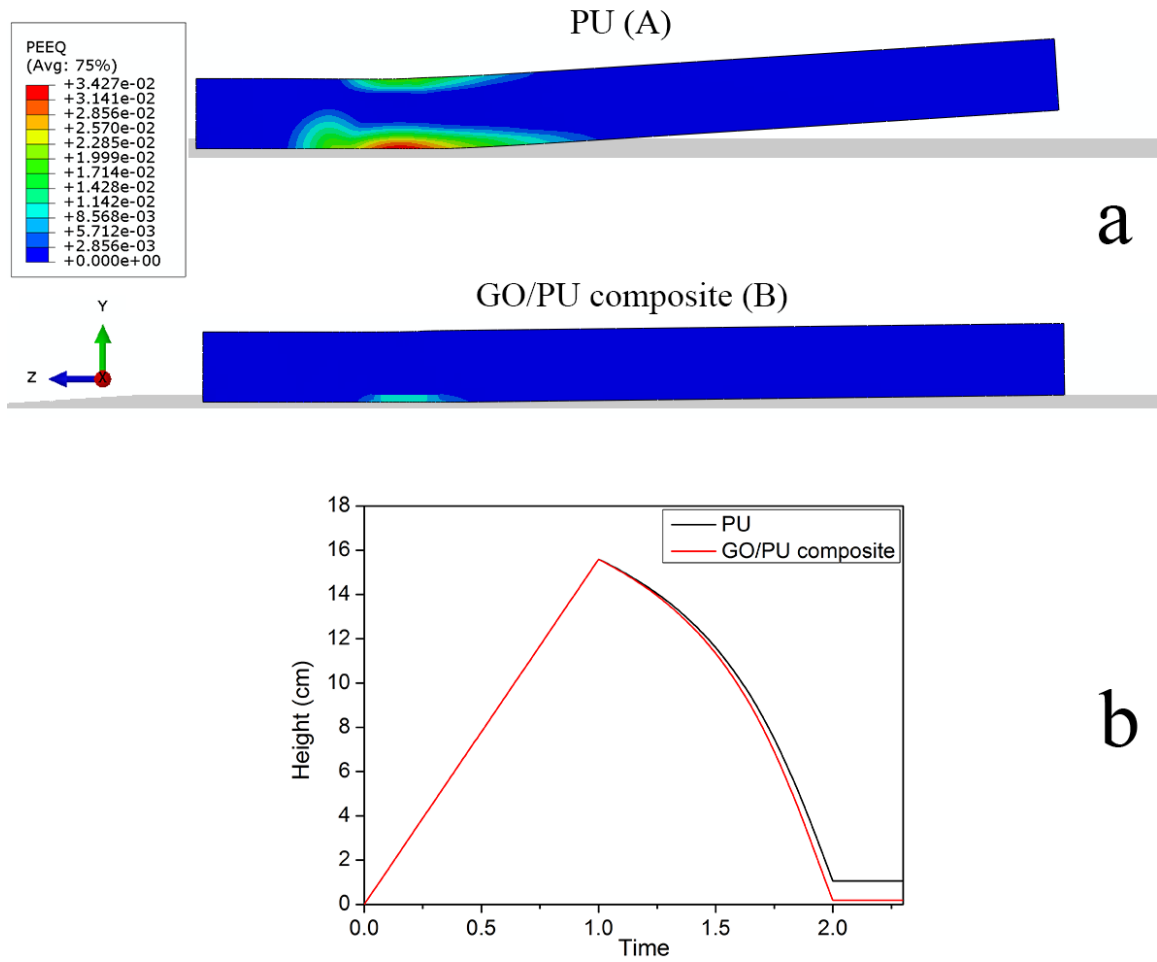 PU (A)
PEEQ
(Avg: 75%)
+3.427e-02
+3.141e-02
+2.856e-02
+2.570e-02
+2.285e-02
+1.999e-02
+1.714e-02
+1.428e-02
+1.142e-02
+8.568e-03
+5.712e-03
+2.856e-03
+0.000e+00
a
GO/PU composite (B)
Y
Z
X
18
16
14
12
10
8
6
4
2
0
Height (cm)
PU
GO/PU composite
0.0
0.5
1.0
1.5
2.0
Time
b